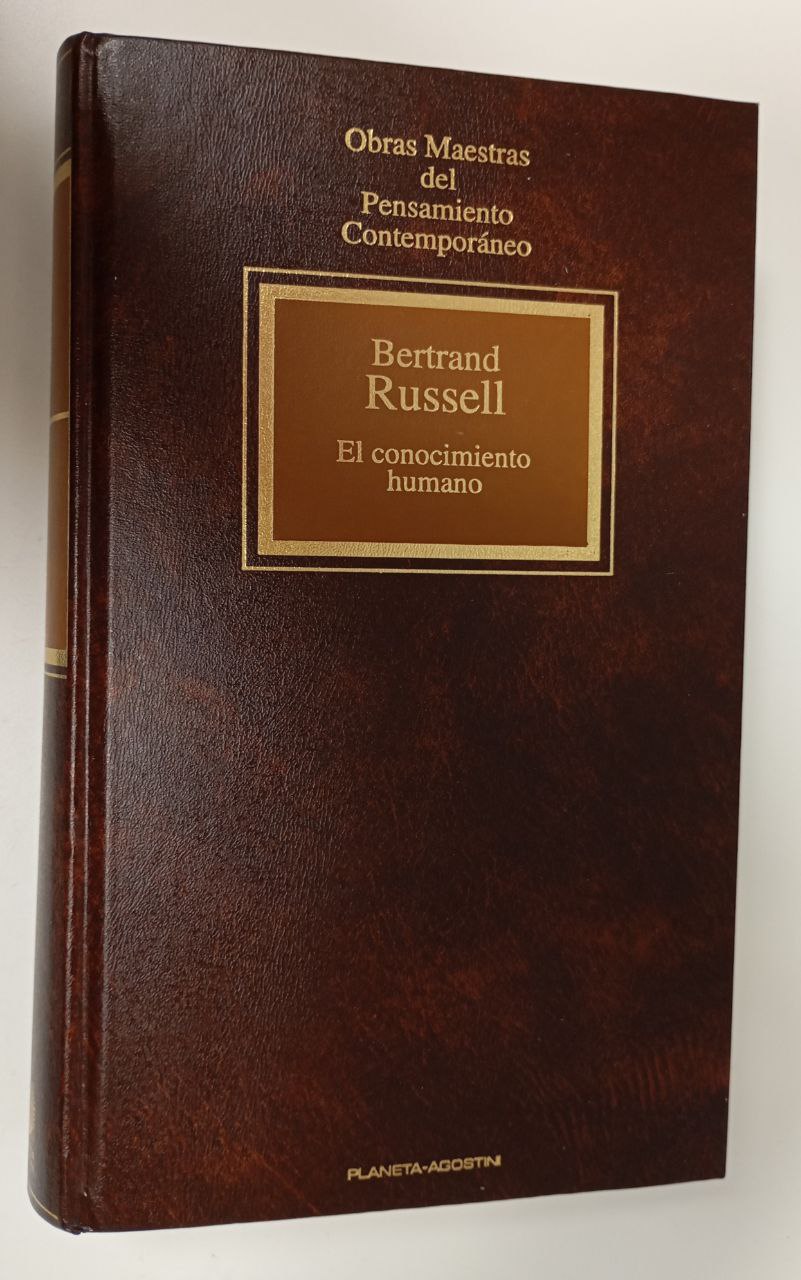 Obras Maestras
del
Pensamiento
Contemporáneo
Bertrand
Russell
El conocimiento
humano
PLANETA-AGOSTINI